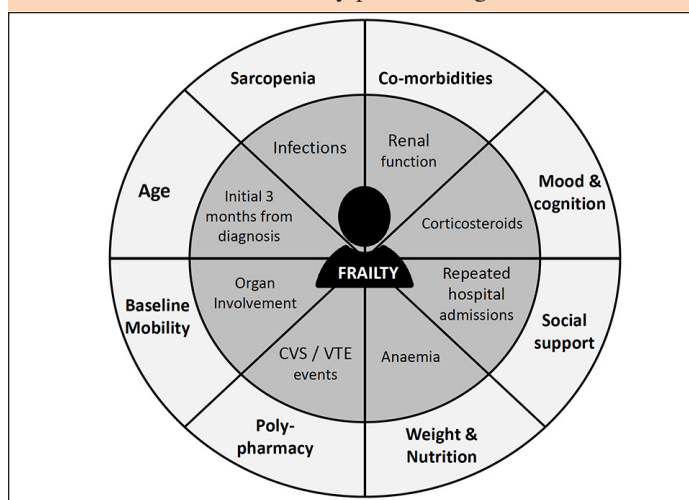 Sarcopenia
Co-morbidities
Infections
Renal
function
Mood &
cognition
Age
Initial 3
months from
diagnosis
Corticosteroids
FRAILTY
Baseline
Mobility
Organ
Involvement
Repeated
hospital
admissions
Social
support
CVS / VTE
events
Anaemia
Poly-
pharmacy
Weight &
Nutrition